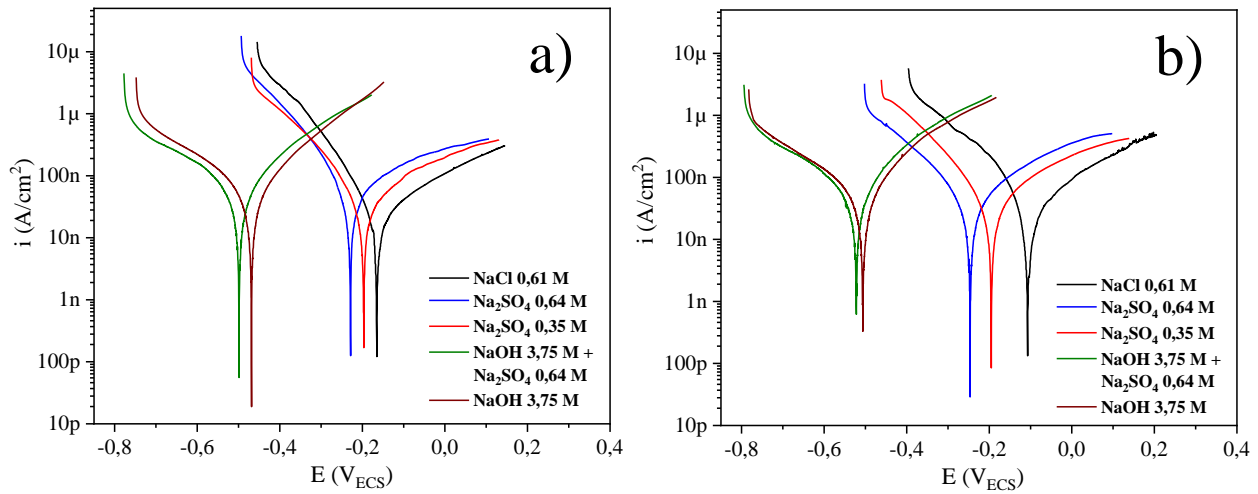 a)
10µ
1µ
100n
10n
1n
100p
10p
i (A/cm²)
-0,8 -0,6 -0,4 -0,2 0,0 0,2 0,4
E (V_ECS)
NaCl 0,61 M
Na₂SO₄ 0,64 M
Na₂SO₄ 0,35 M
NaOH 3,75 M +
Na₂SO₄ 0,64 M
NaOH 3,75 M
b)
10µ
1µ
100n
10n
1n
100p
10p
i (A/cm²)
-0,8 -0,6 -0,4 -0,2 0,0 0,2 0,4
E (V_ECS)
NaCl 0,61 M
Na₂SO₄ 0,64 M
Na₂SO₄ 0,35 M
NaOH 3,75 M +
Na₂SO₄ 0,64 M
NaOH 3,75 M